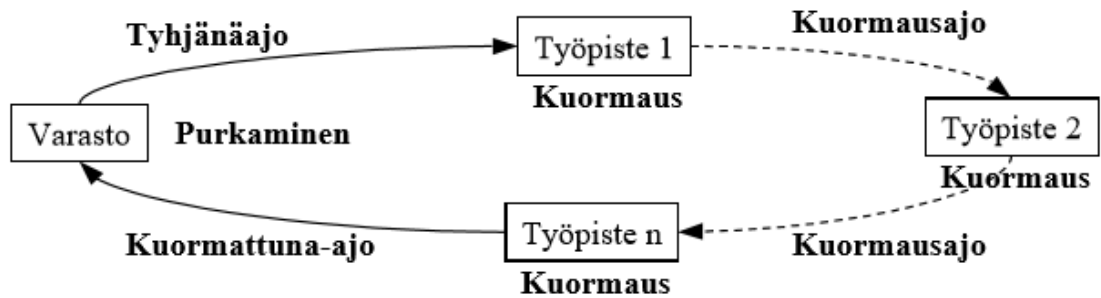 Tyhjänäajo
Työpiste 1
Kuormaus
Kuormausajo
Varasto
Purkaminen
Työpiste 2
Kuormaus
Kuormattuna-ajo
Työpiste n
Kuormaus
Kuormausajo